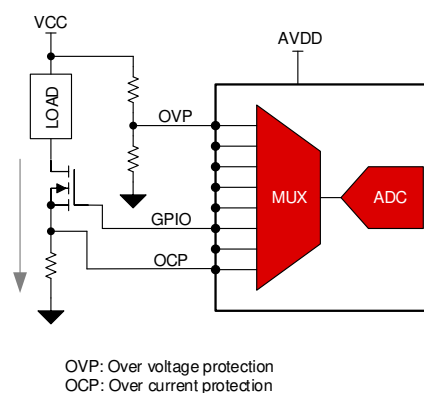 VCC
AVDD
LOAD
OVP
MUX
ADC
GPIO
OCP
OVP: Over voltage protection
OCP: Over current protection